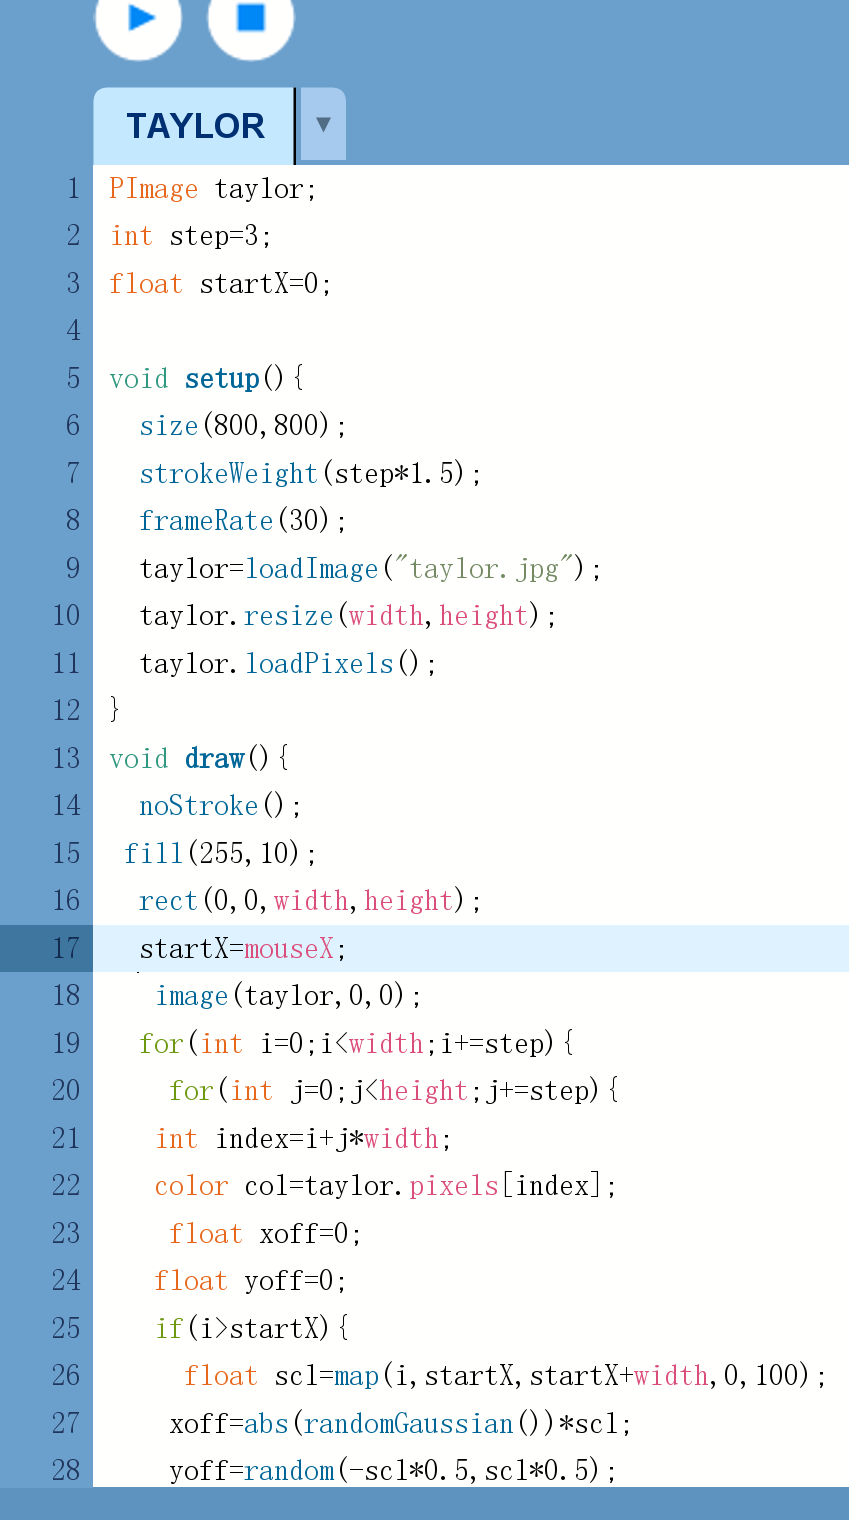 TAYLOR ▼
1 PImage taylor;
2 int step=3;
3 float startX=0;
4
5 void setup(){
6 size(800,800);
7 strokeWeight(step*1.5);
8 frameRate(30);
9 taylor=loadImage("taylor.jpg");
10 taylor.resize(width,height);
11 taylor.loadPixels();
12 }
13 void draw(){
14 noStroke();
15 fill(255,10);
16 rect(0,0,width,height);
17 startX=mouseX;
18 image(taylor,0,0);
19 for(int i=0;i<width;i+=step){
20 for(int j=0;j<height;j+=step){
21 int index=i+j*width;
22 color col=taylor.pixels[index];
23 float xoff=0;
24 float yoff=0;
25 if(i>startX){
26 float scl=map(i,startX,startX+width,0,100);
27 xoff=abs(randomGaussian())*scl;
28 yoff=random(-scl*0.5,scl*0.5);